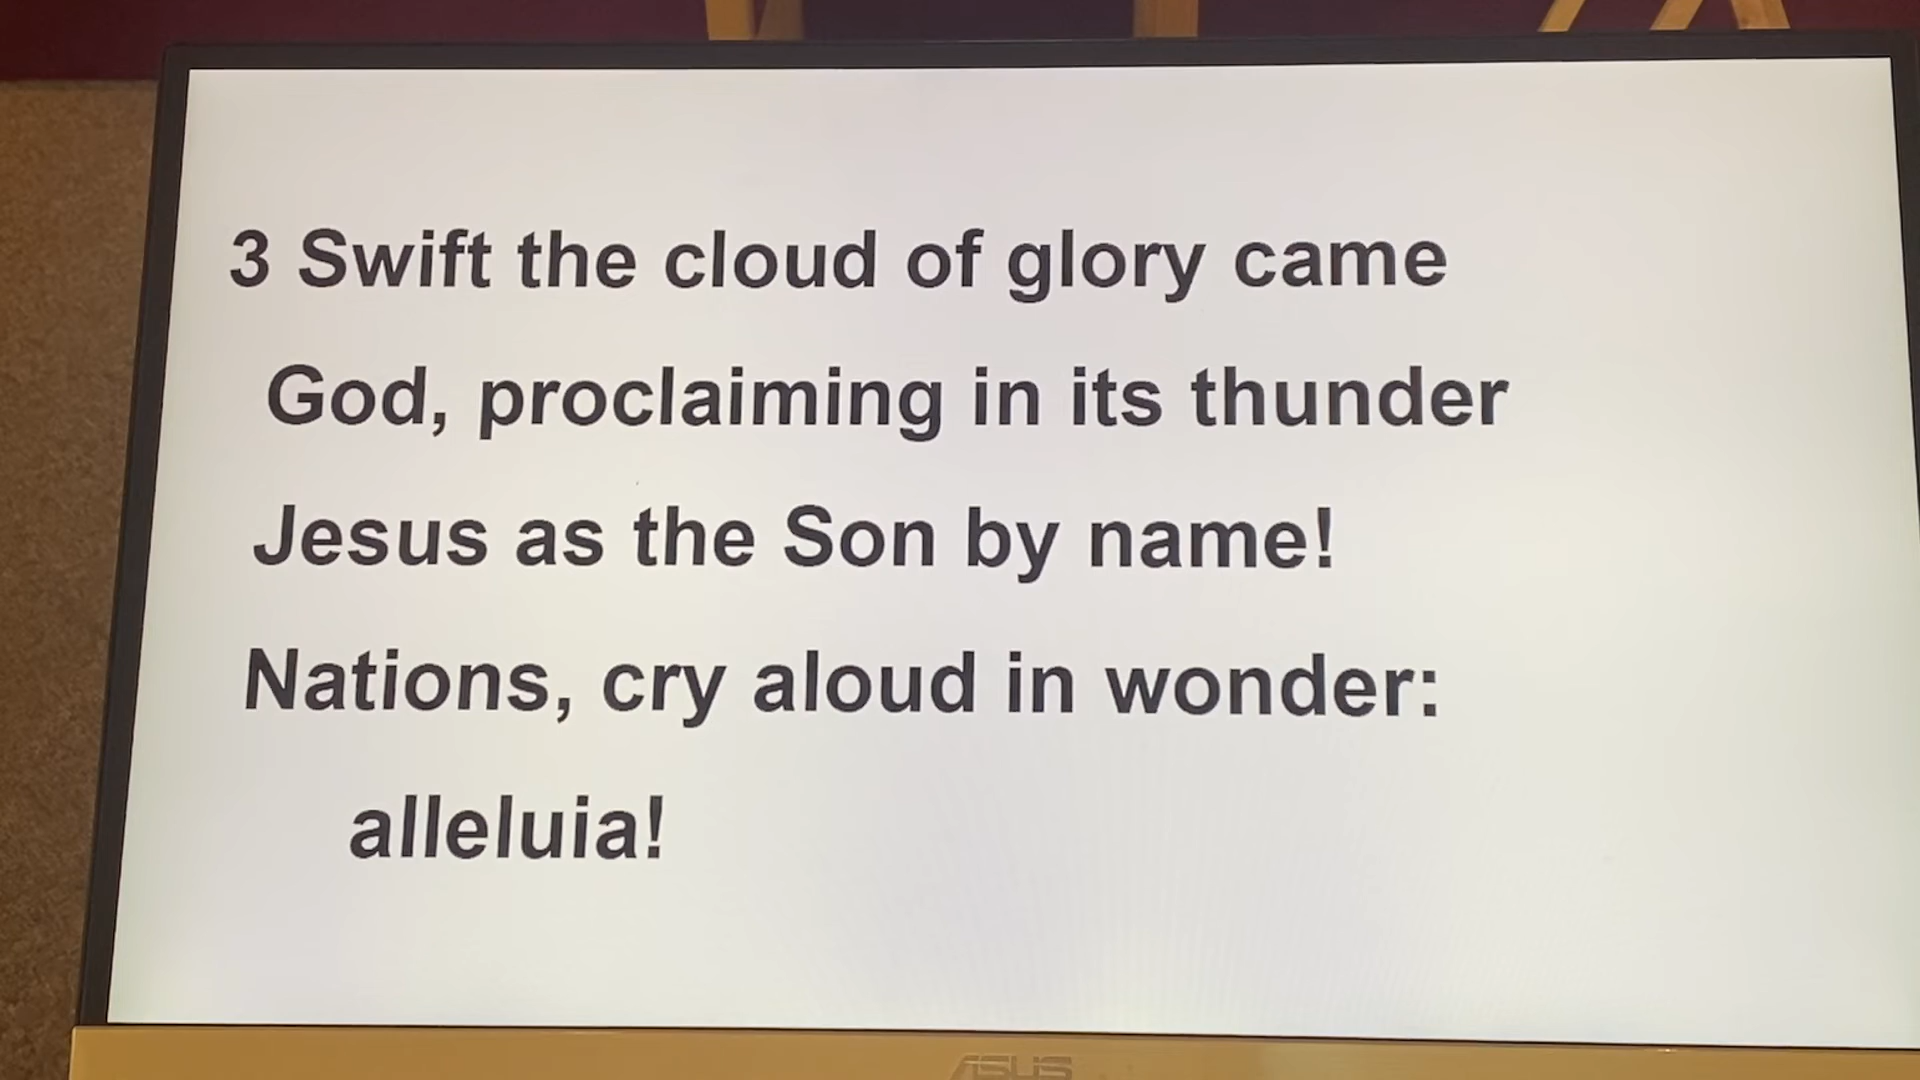 3 Swift the cloud of glory came
God, proclaiming in its thunder
Jesus as the Son by name!
Nations, cry aloud in wonder:
alleluia!
ASUS